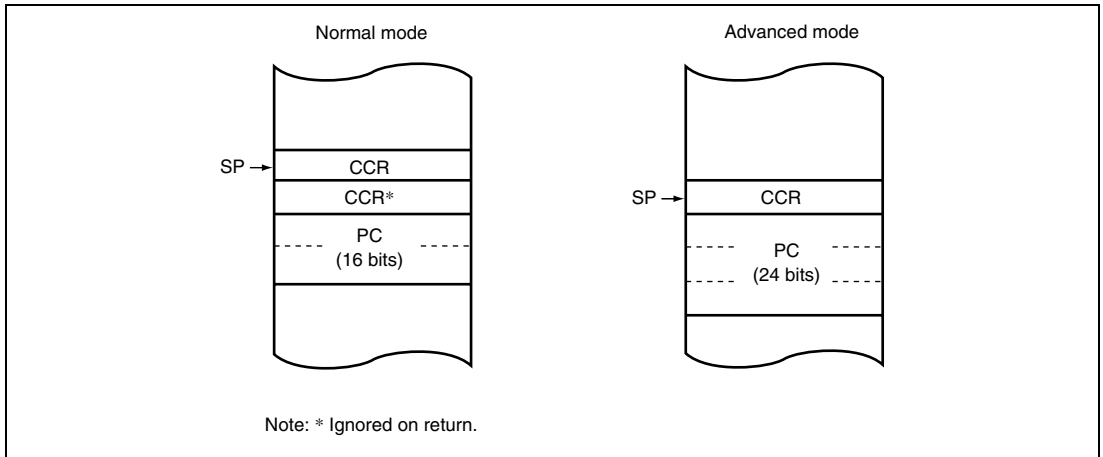 Normal mode
SP
CCR
CCR*
PC
(16 bits)
Advanced mode
SP
CCR
PC
(24 bits)
Note: * Ignored on return.